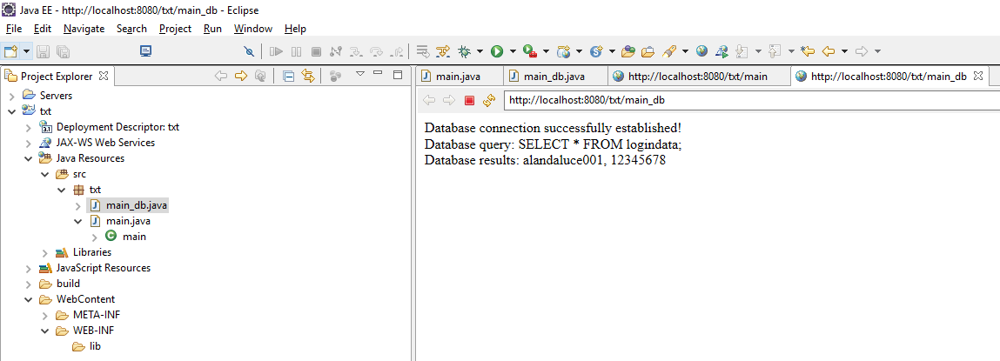 Java EE - http://localhost:8080/txt/main_db - Eclipse
File Edit Navigate Search Project Run Window Help
Project Explorer
Servers
txt
Deployment Descriptor: txt
JAX-WS Web Services
Java Resources
src
txt
main_db.java
main.java
main
Libraries
JavaScript Resources
build
WebContent
META-INF
WEB-INF
lib
main.java main_db.java http://localhost:8080/txt/main http://localhost:8080/txt/main_db
http://localhost:8080/txt/main_db
Database connection successfully established!
Database query: SELECT * FROM logindata;
Database results: alandaluce001, 12345678